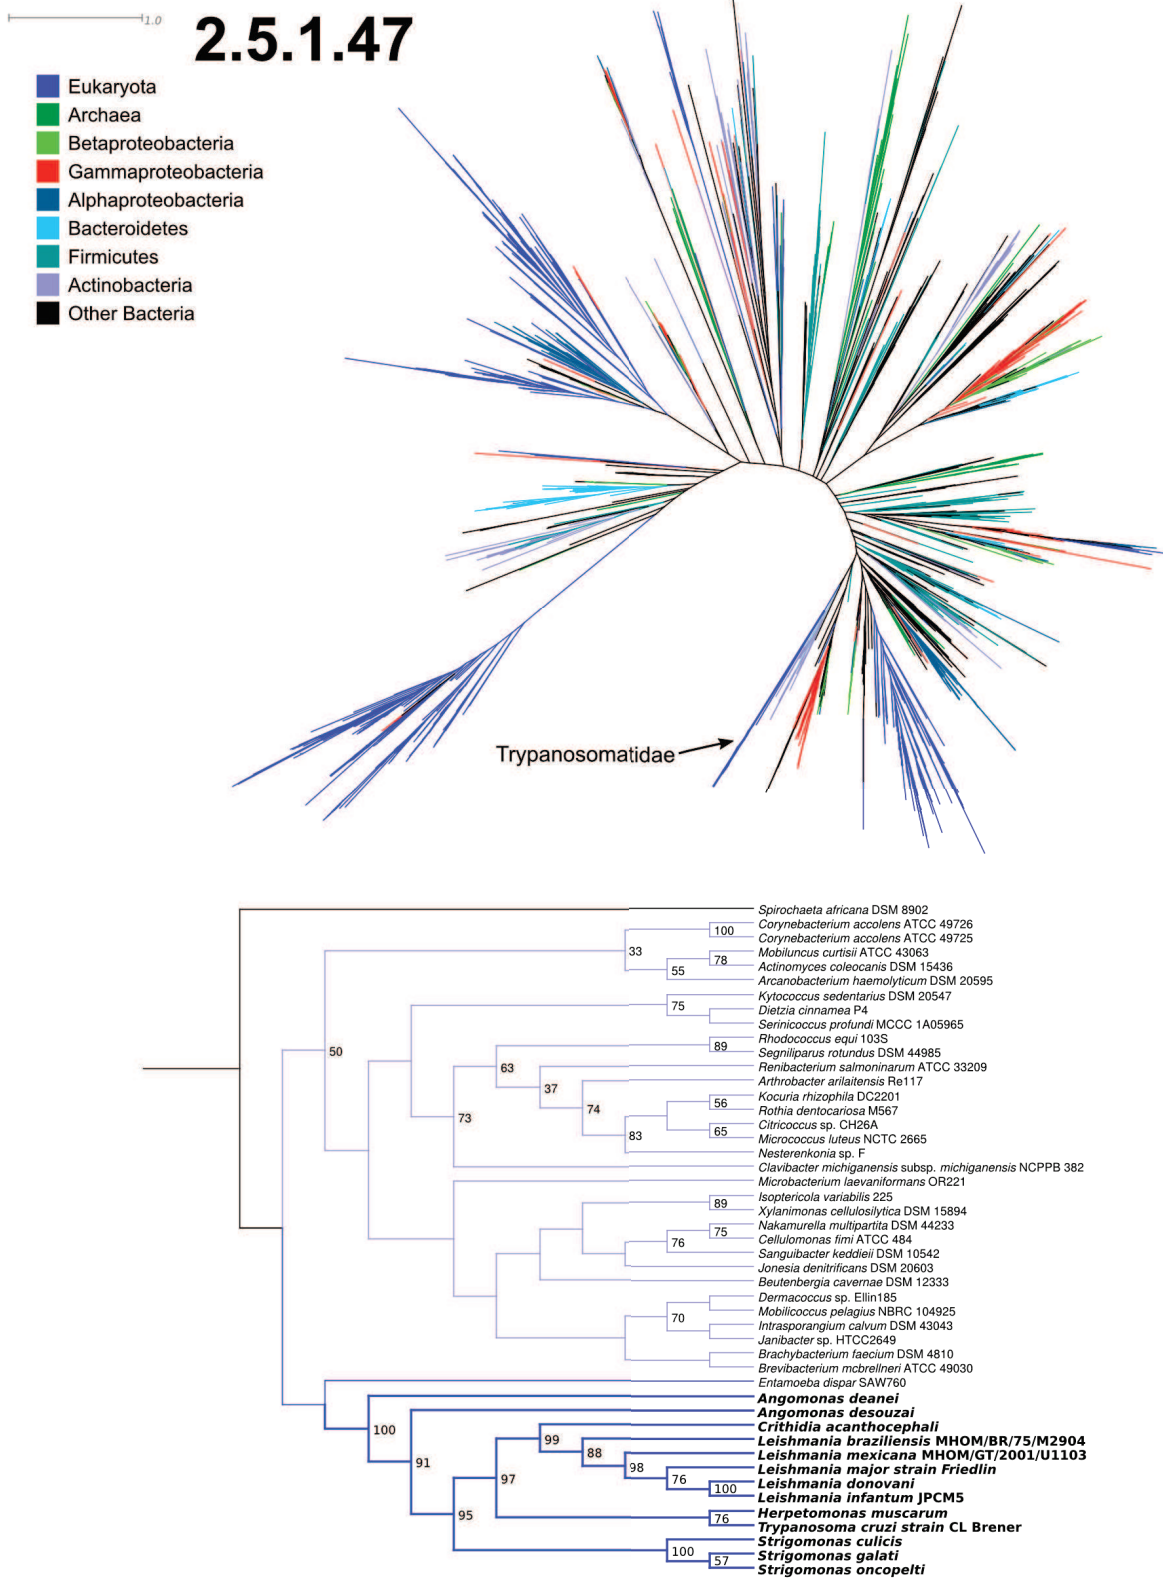 1.0
2.5.1.47
Eukaryota
Archaea
Betaproteobacteria
Gammaproteobacteria
Alphaproteobacteria
Bacteroidetes
Firmicutes
Actinobacteria
Other Bacteria
Trypanosomatidae
Spirochaeta africana DSM 8902
Corynebacterium accolens ATCC 49726
100
Corynebacterium accolens ATCC 49725
33
Mobiluncus curtisii ATCC 43063
78
Actinomyces coleocanis DSM 15436
55
Arcanobacterium haemolyticum DSM 20595
Kytococcus sedentarius DSM 20547
75
Dietzia cinnamea P4
Serinicoccus profundi MCCC 1A05965
Rhodococcus equi 103S
89
Segniliparus rotundus DSM 44985
50
63
Renibacterium salmoninarum ATCC 33209
Arthrobacter arilaitensis Re117
37
Kocuria rhizophila DC2201
56
74
Rothia dentocariosa M567
73
Citricoccus sp. CH26A
65
83
Micrococcus luteus NCTC 2665
Nesterenkonia sp. F
Clavibacter michiganensis subsp. michiganensis NCPPB 382
Microbacterium laevaniformans OR221
Isoptericola variabilis 225
89
Xylanimonas cellulosilytica DSM 15894
Nakamurella multipartita DSM 44233
75
Cellulomonas fimi ATCC 484
76
Sanguibacter keddieii DSM 10542
Jonesia denitrificans DSM 20603
Beutenbergia cavernae DSM 12333
Dermacoccus sp. Ellin185
Mobilicoccus pelagius NBRC 104925
70
Intrasporangium calvum DSM 43043
Janibacter sp. HTCC2649
Brachybacterium faecium DSM 4810
Brevibacterium mcbrellneri ATCC 49030
Entamoeba dispar SAW760
Angomonas deanei
Angomonas desouzai
100
Crithidia acanthocephali
99
Leishmania braziliensis MHOM/BR/75/M2904
88
Leishmania mexicana MHOM/GT/2001/U1103
91
98
Leishmania major strain Friedlin
97
76
Leishmania donovani
100
Leishmania infantum JPCM5
95
Herpetomonas muscarum
76
Trypanosoma cruzi strain CL Brener
Strigomonas culicis
100
Strigomonas galati
57
Strigomonas oncopelti